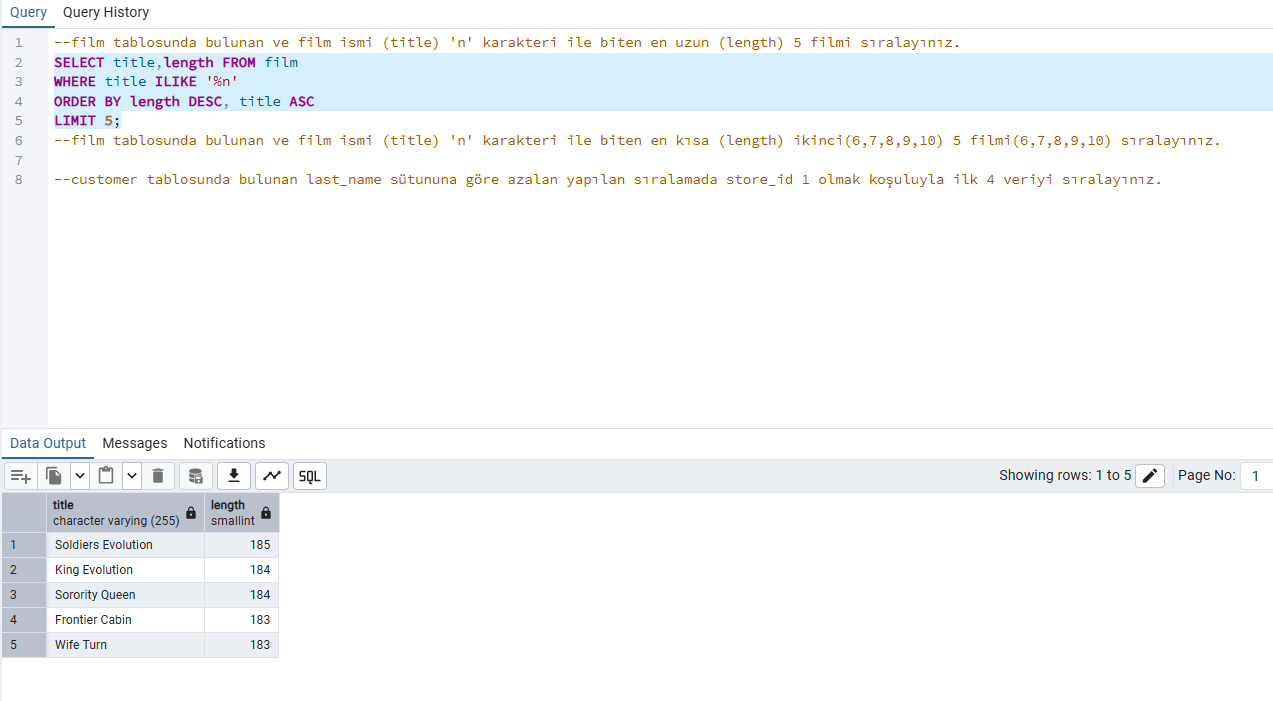 Query Query History
1 --film tablosunda bulunan ve film ismi (title) 'n' karakteri ile biten en uzun (length) 5 filmi sıralayınız.
2 SELECT title,length FROM film
3 WHERE title ILIKE '%n'
4 ORDER BY length DESC, title ASC
5 LIMIT 5;
6 --film tablosunda bulunan ve film ismi (title) 'n' karakteri ile biten en kısa (length) ikinci(6,7,8,9,10) 5 filmi(6,7,8,9,10) sıralayınız.
7
8 --customer tablosunda bulunan last_name sütununa göre azalan yapılan sıralamada store_id 1 olmak koşuluyla ilk 4 veriyi sıralayınız.
Data Output Messages Notifications
SQL Showing rows: 1 to 5 Page No: 1
title length
character varying (255) smallint
1 Soldiers Evolution 185
2 King Evolution 184
3 Sorority Queen 184
4 Frontier Cabin 183
5 Wife Turn 183